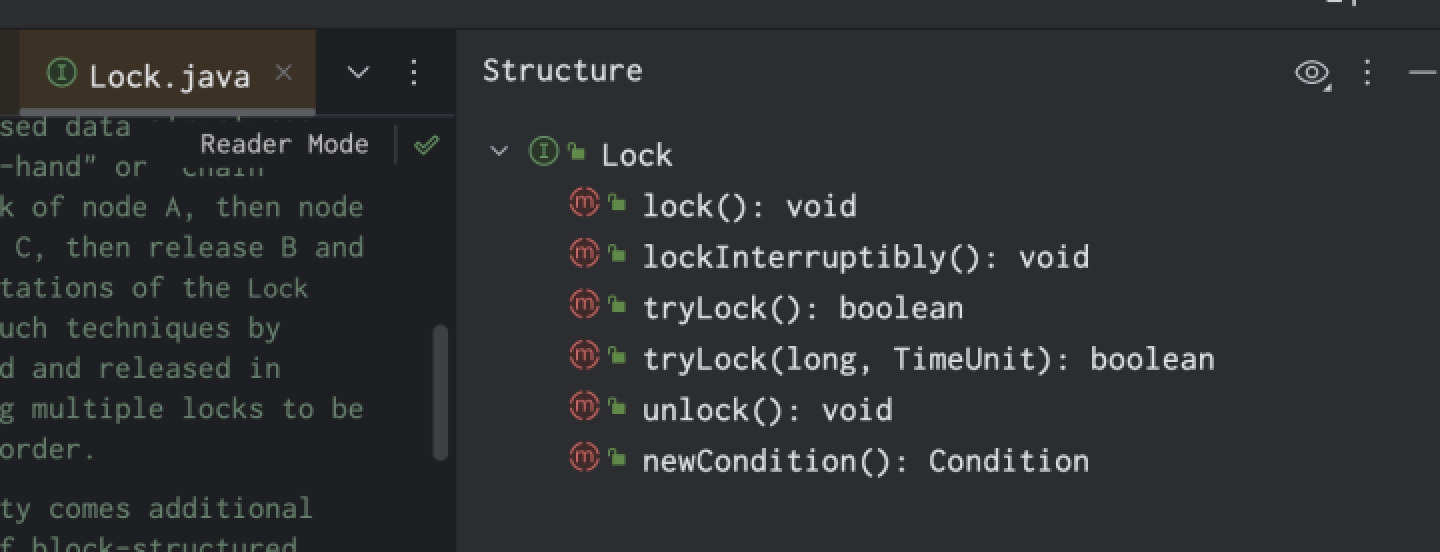 Lock.java
sed data
Reader Mode
-hand" or "chain
k of node A, then node
C, then release B and
tations of the Lock
uch techniques by
d and released in
g multiple locks to be
order.
ty comes additional
f block-structured
Structure
Lock
lock(): void
lockInterruptibly(): void
tryLock(): boolean
tryLock(long, TimeUnit): boolean
unlock(): void
newCondition(): Condition